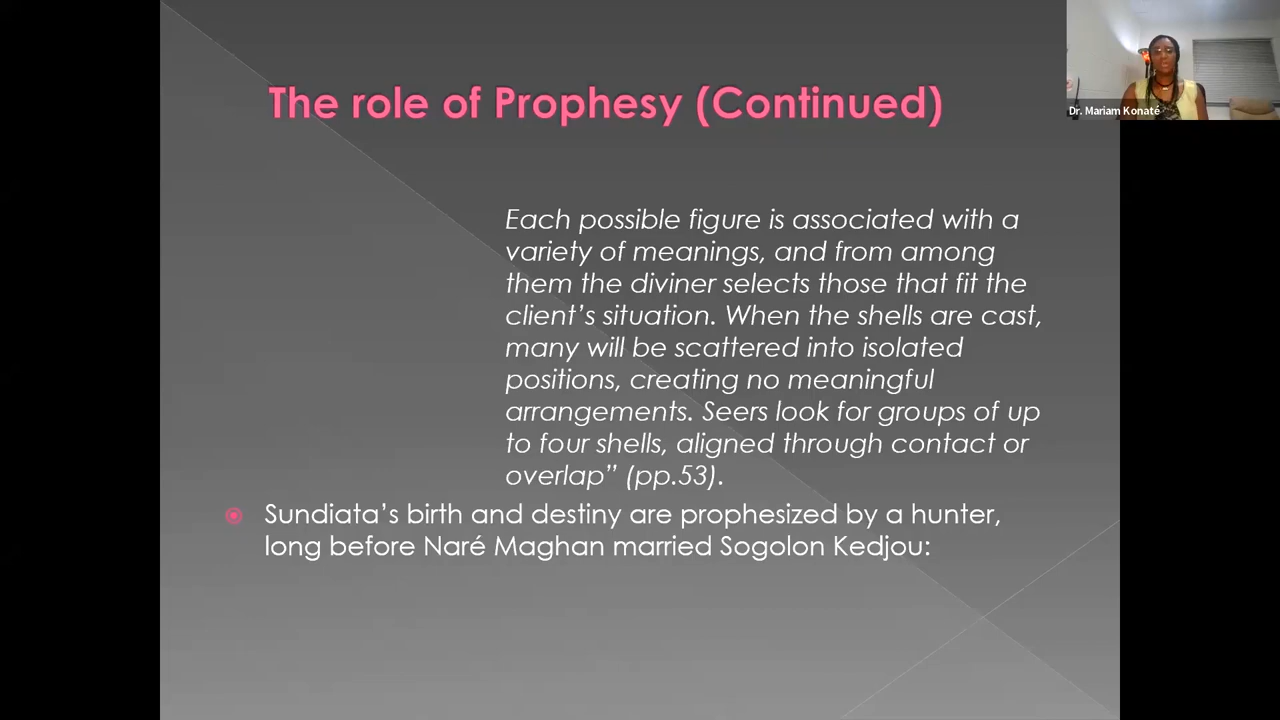 The role of Prophesy (Continued)
Dr. Mariam Konaté
Each possible figure is associated with a
variety of meanings, and from among
them the diviner selects those that fit the
client’s situation. When the shells are cast,
many will be scattered into isolated
positions, creating no meaningful
arrangements. Seers look for groups of up
to four shells, aligned through contact or
overlap” (pp.53).
Sundiata’s birth and destiny are prophesized by a hunter,
long before Naré Maghan married Sogolon Kedjou: